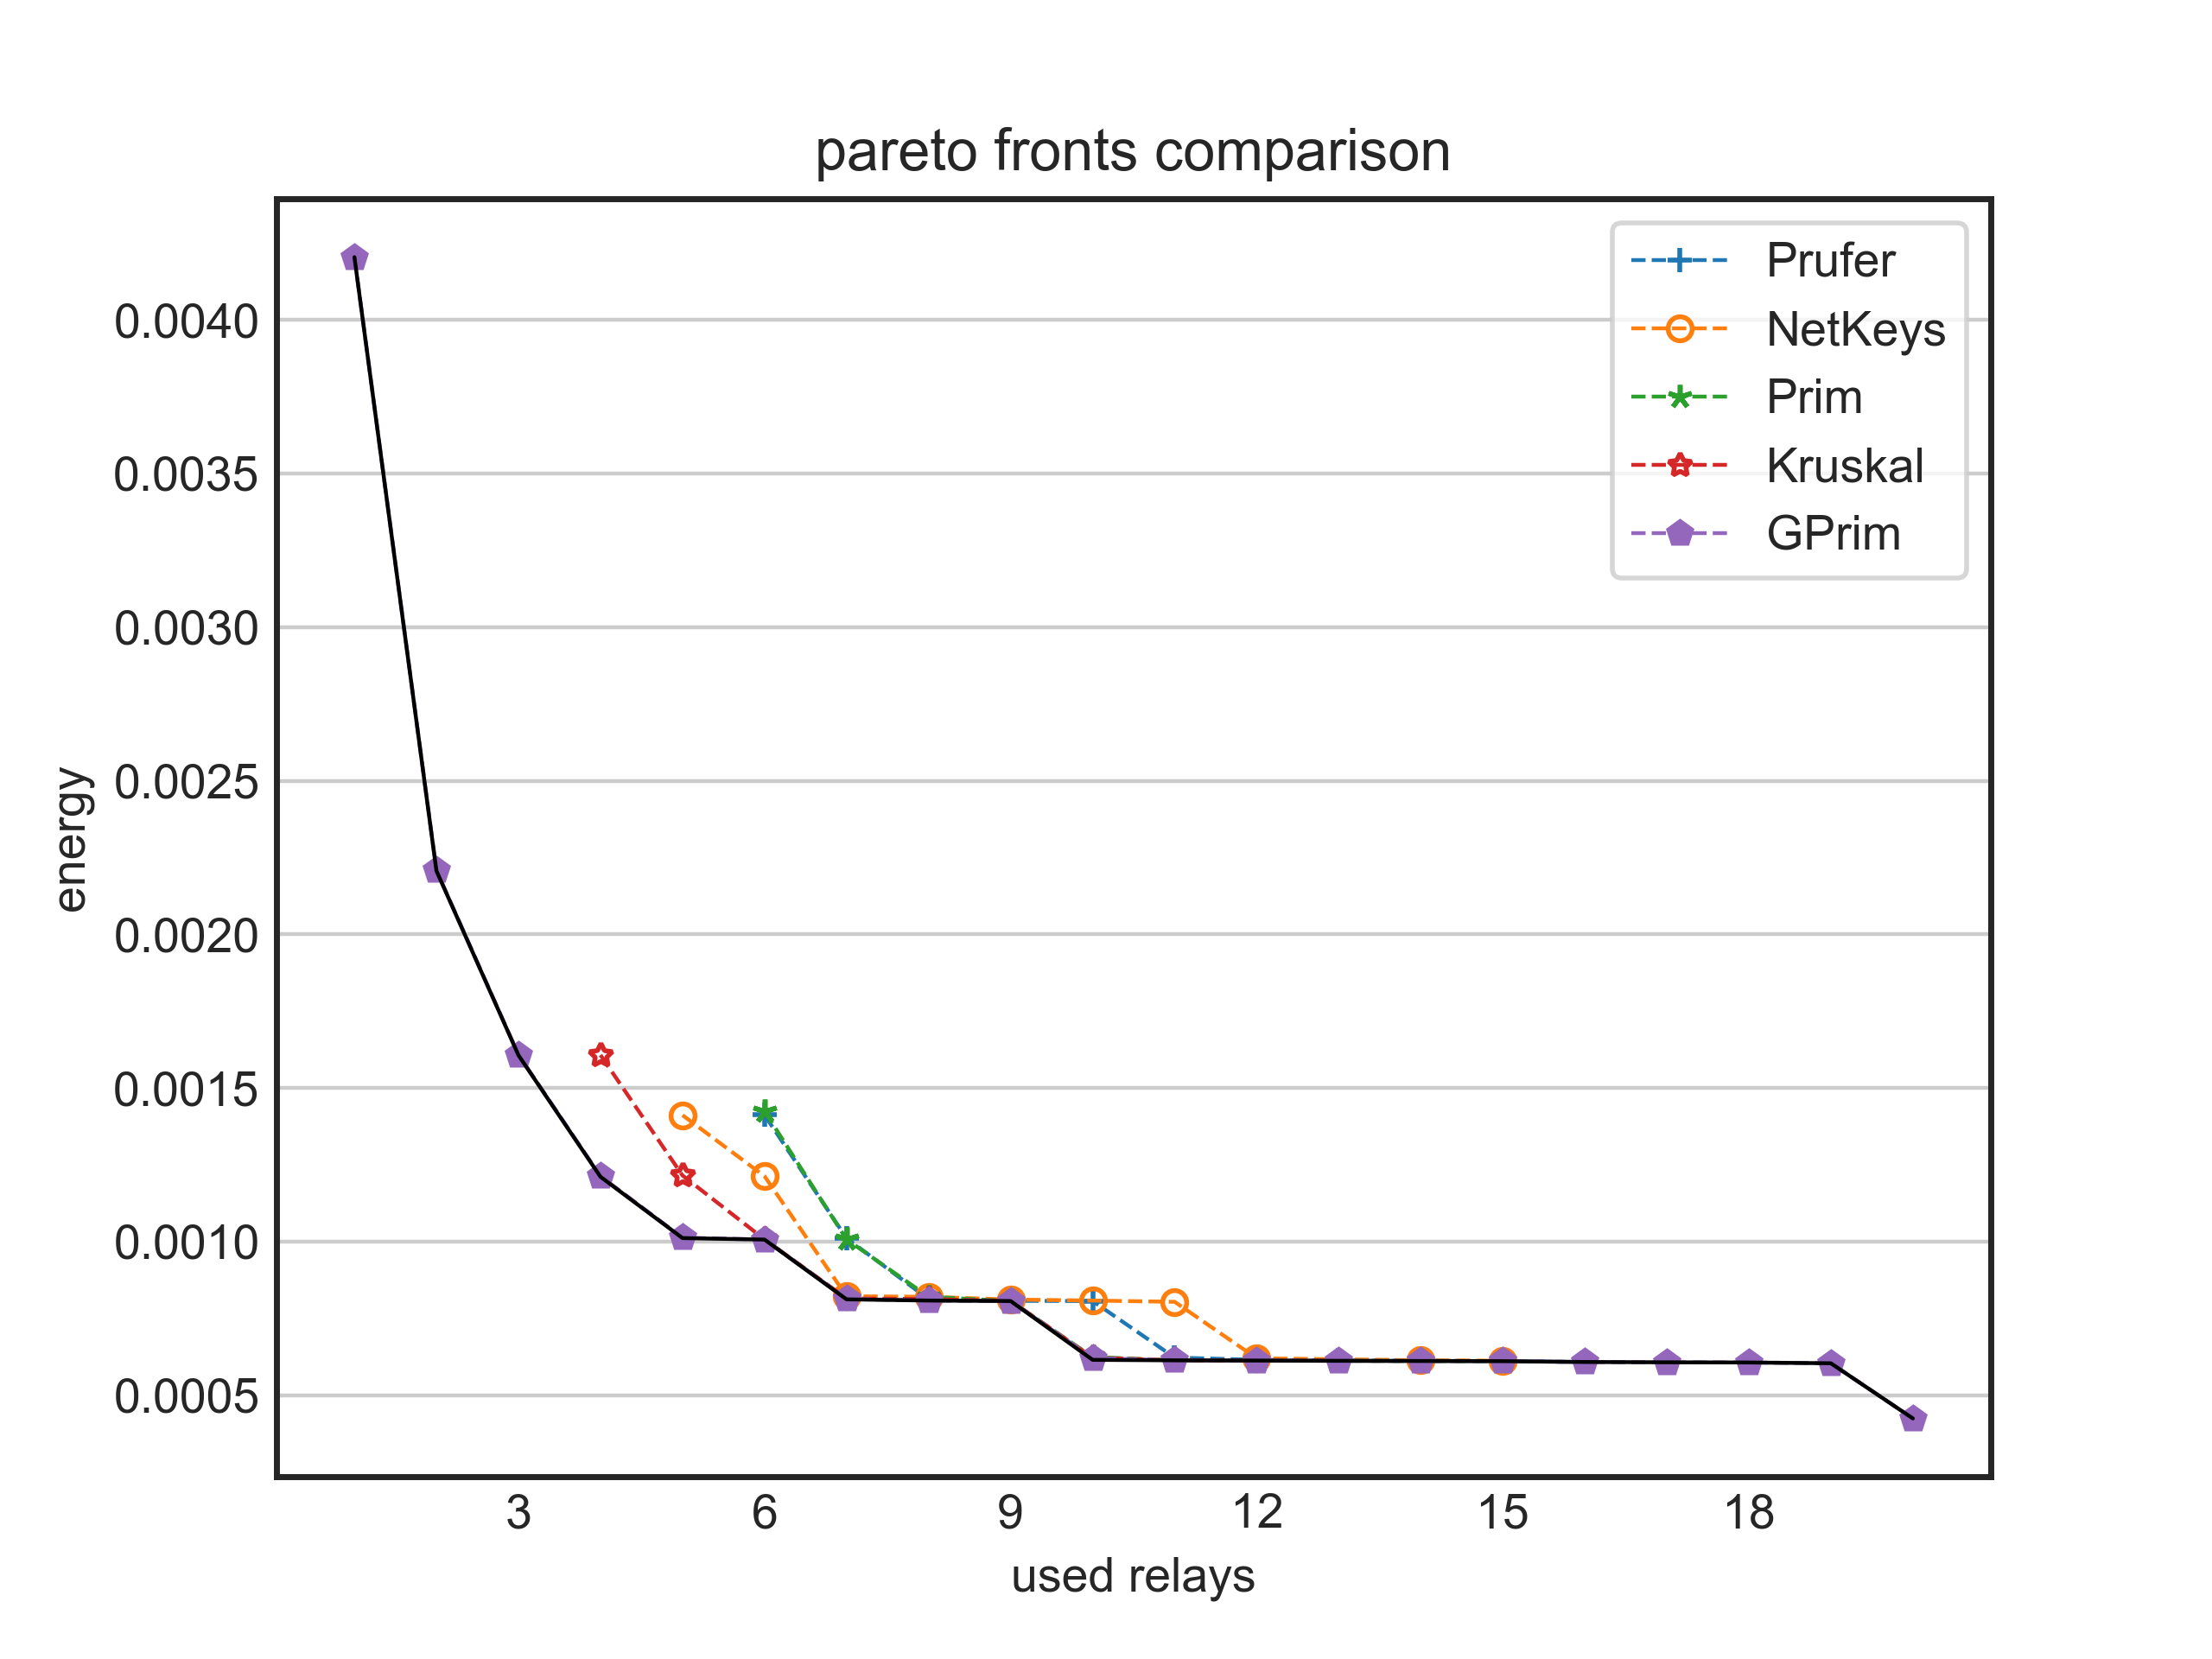 pareto fronts comparison
Prufer
NetKeys
Prim
Kruskal
GPrim
0.0040
0.0035
0.0030
0.0025
0.0020
0.0015
0.0010
0.0005
energy
3 6 9 12 15 18
used relays